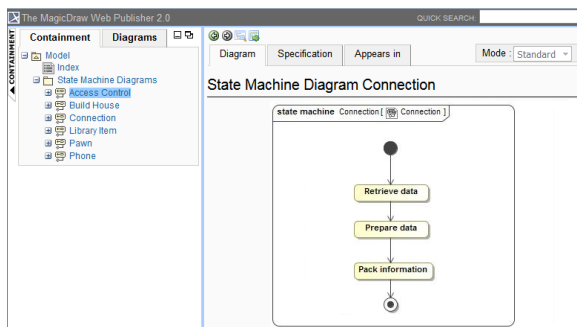 The MagicDraw Web Publisher 2.0
QUICK SEARCH:
CONTAINMENT
Containment
Diagrams
Model
Index
State Machine Diagrams
Access Control
Build House
Connection
Library Item
Pawn
Phone
Diagram
Specification
Appears in
Mode : Standard
State Machine Diagram Connection
state machine Connection [ Connection ]
Retrieve data
Prepare data
Pack information